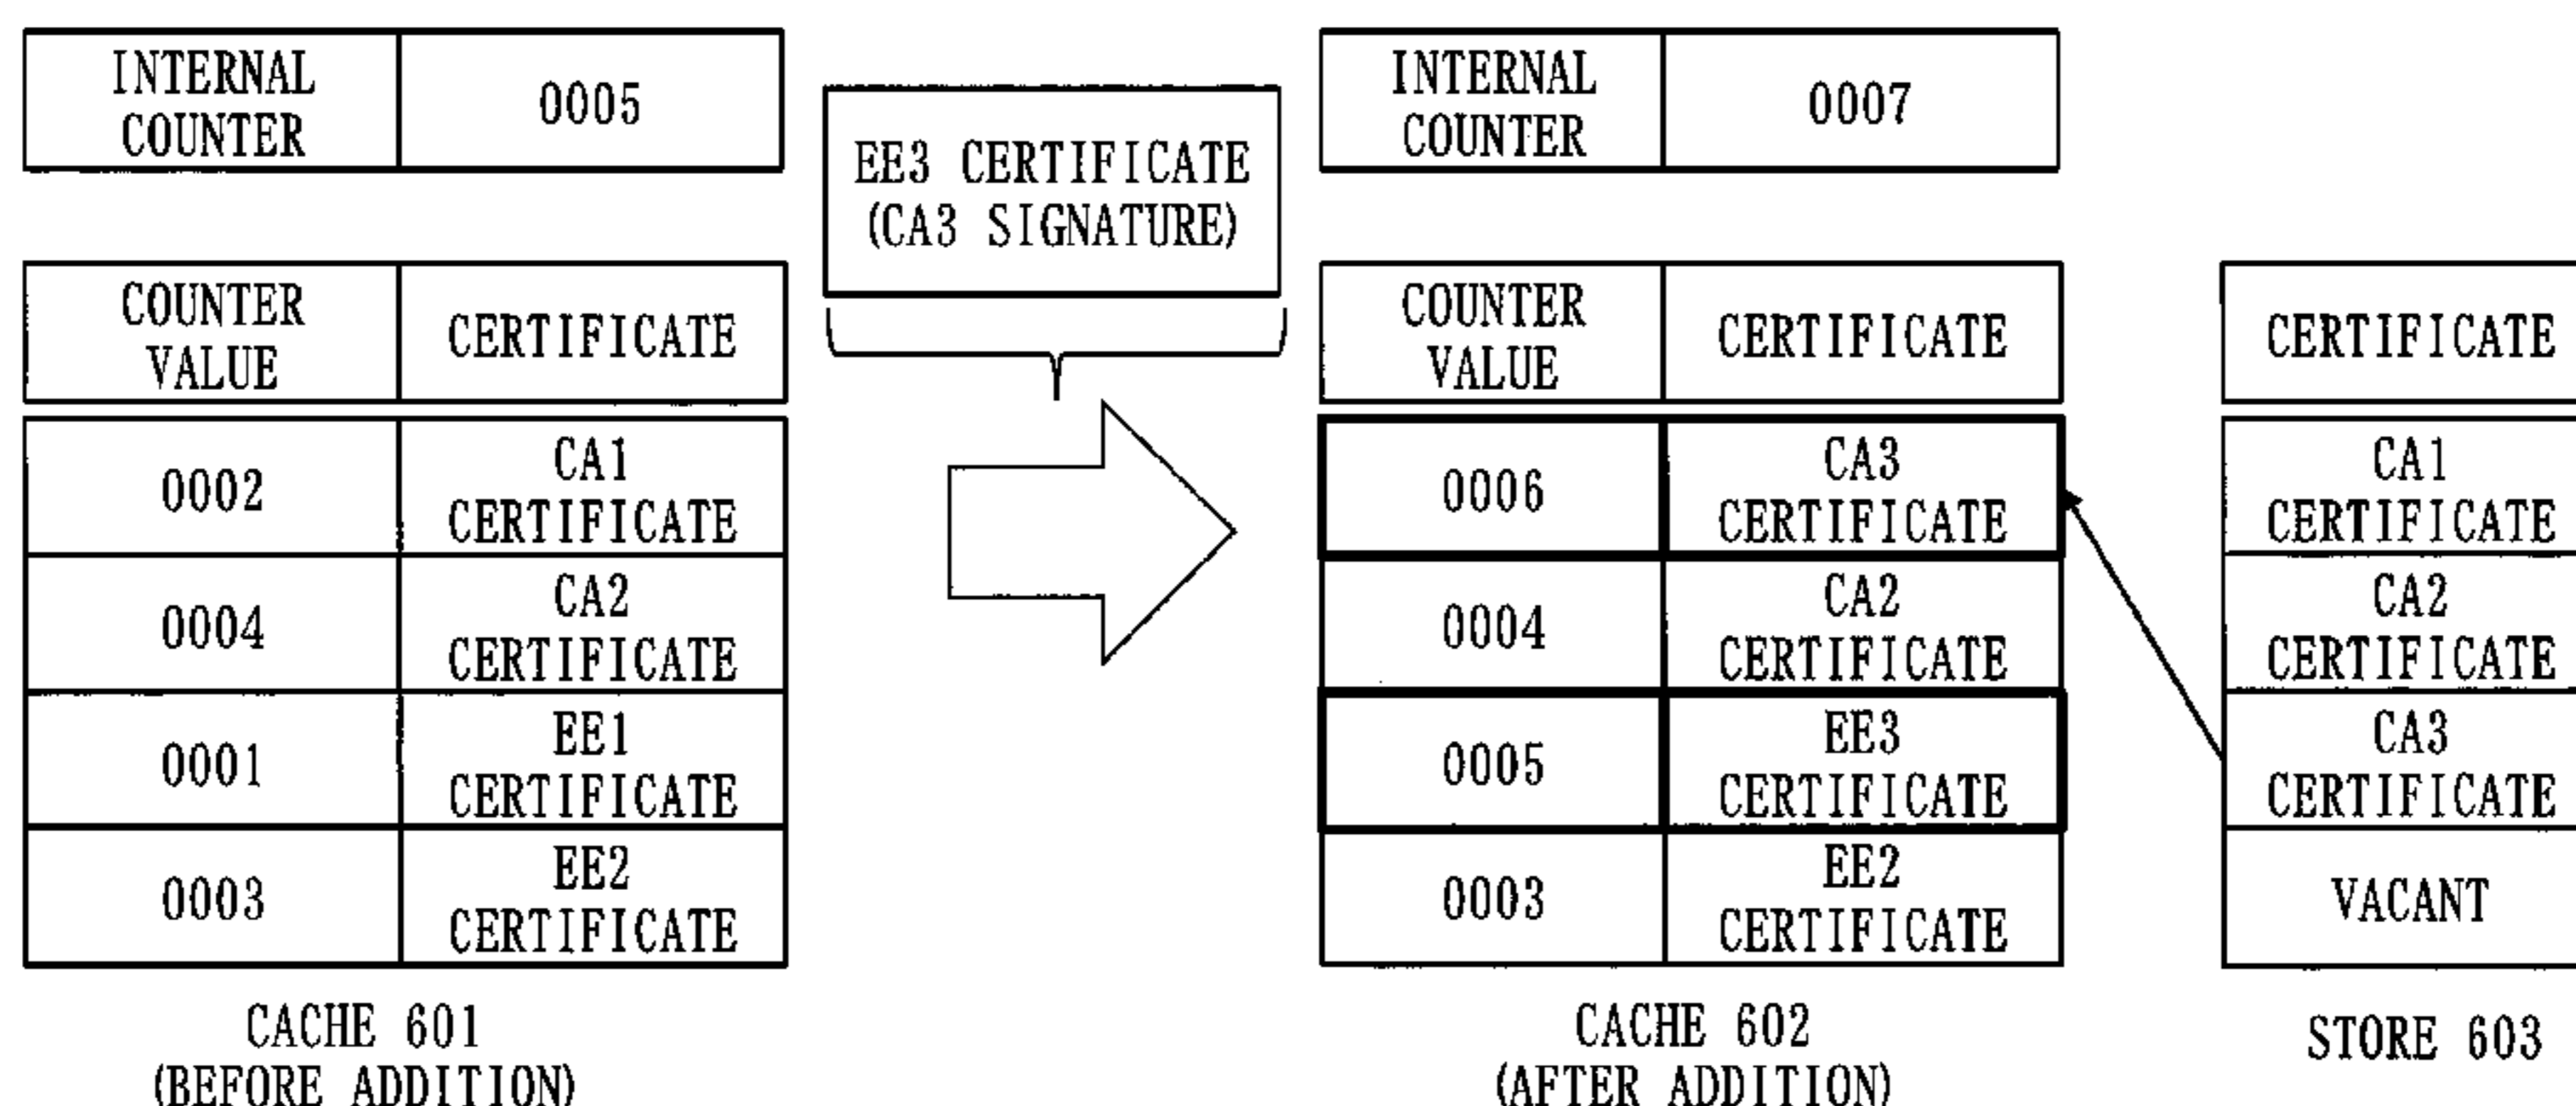 INTERNAL
COUNTER
0005
EE3 CERTIFICATE
(CA3 SIGNATURE)
INTERNAL
COUNTER
0007
COUNTER
VALUE
CERTIFICATE
0002
CA1
CERTIFICATE
0004
CA2
CERTIFICATE
0001
EE1
CERTIFICATE
0003
EE2
CERTIFICATE
CACHE 601
(BEFORE ADDITION)
COUNTER
VALUE
CERTIFICATE
0006
CA3
CERTIFICATE
0004
CA2
CERTIFICATE
0005
EE3
CERTIFICATE
0003
EE2
CERTIFICATE
CACHE 602
(AFTER ADDITION)
CERTIFICATE
CA1
CERTIFICATE
CA2
CERTIFICATE
CA3
CERTIFICATE
VACANT
STORE 603